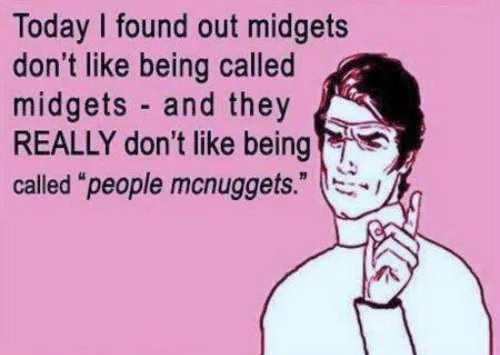 Today I found out midgets
don't like being called
midgets - and they
REALLY don't like being
called "people mcnuggets."